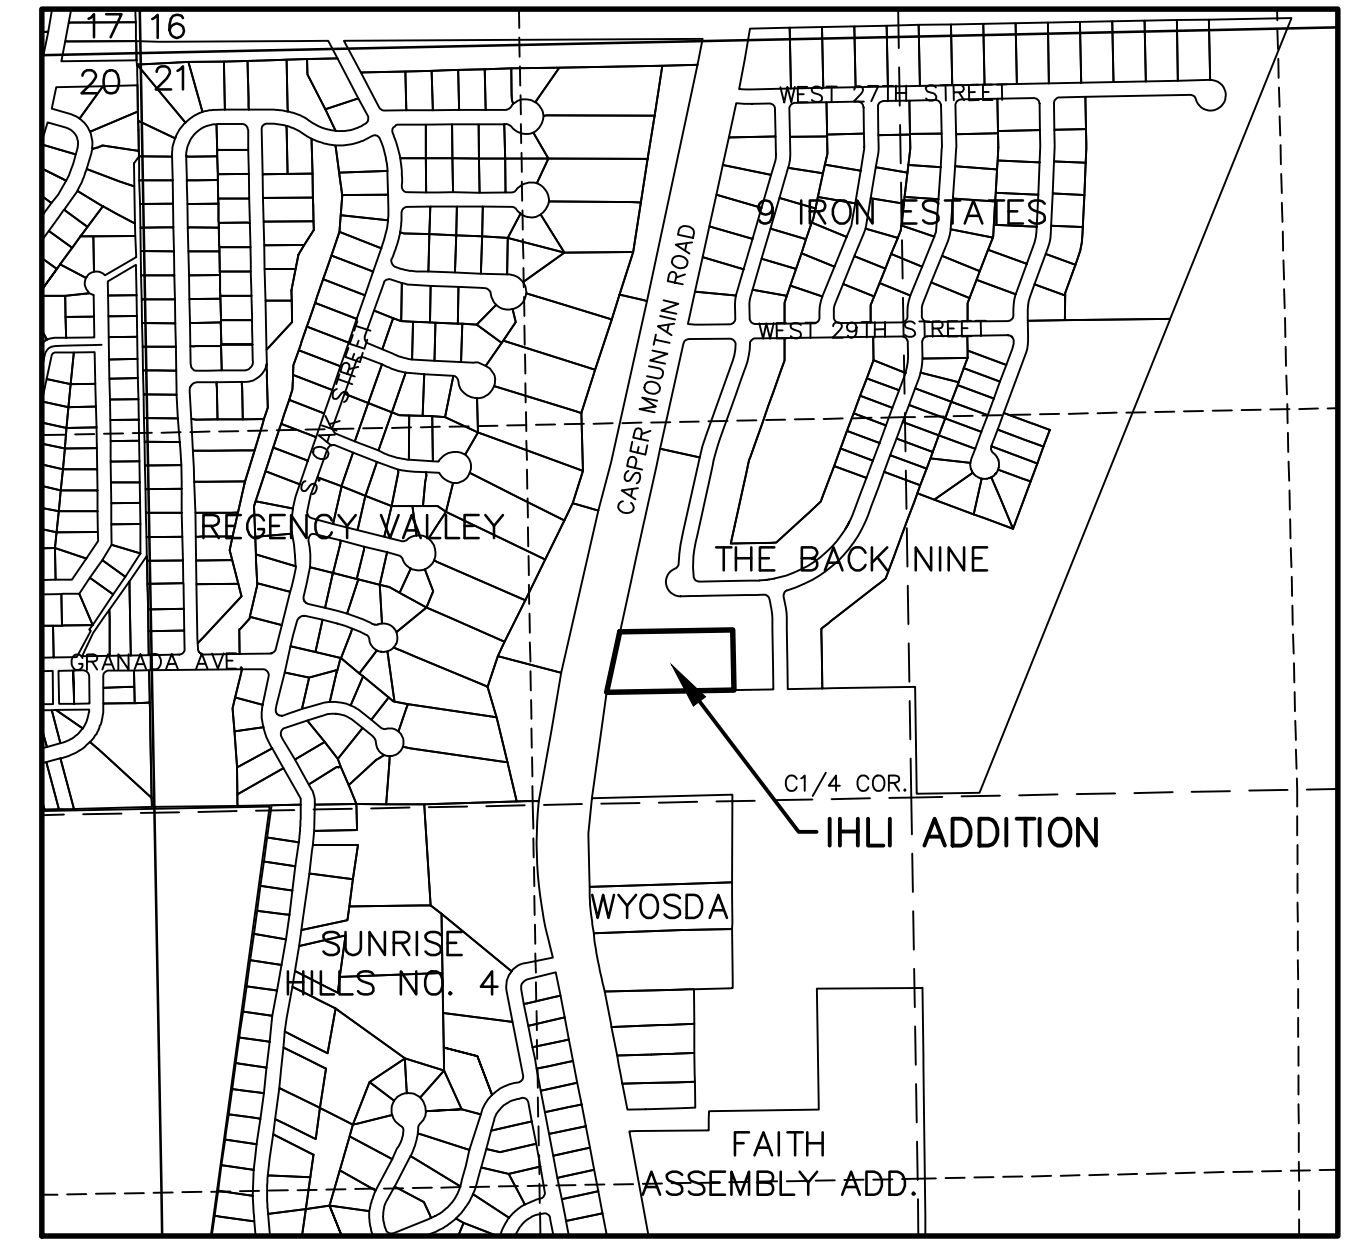 17 16
20 21
WEST 27TH STREET
9 IRON ESTATES
CASPER MOUNTAIN ROAD
WEST 29TH STREET
S. OAK STREET
REGENCY VALLEY
THE BACK NINE
GRANADA AVE.
C1/4 COR.
IHLI ADDITION
WYOSDA
SUNRISE
HILLS NO. 4
FAITH
ASSEMBLY ADD.